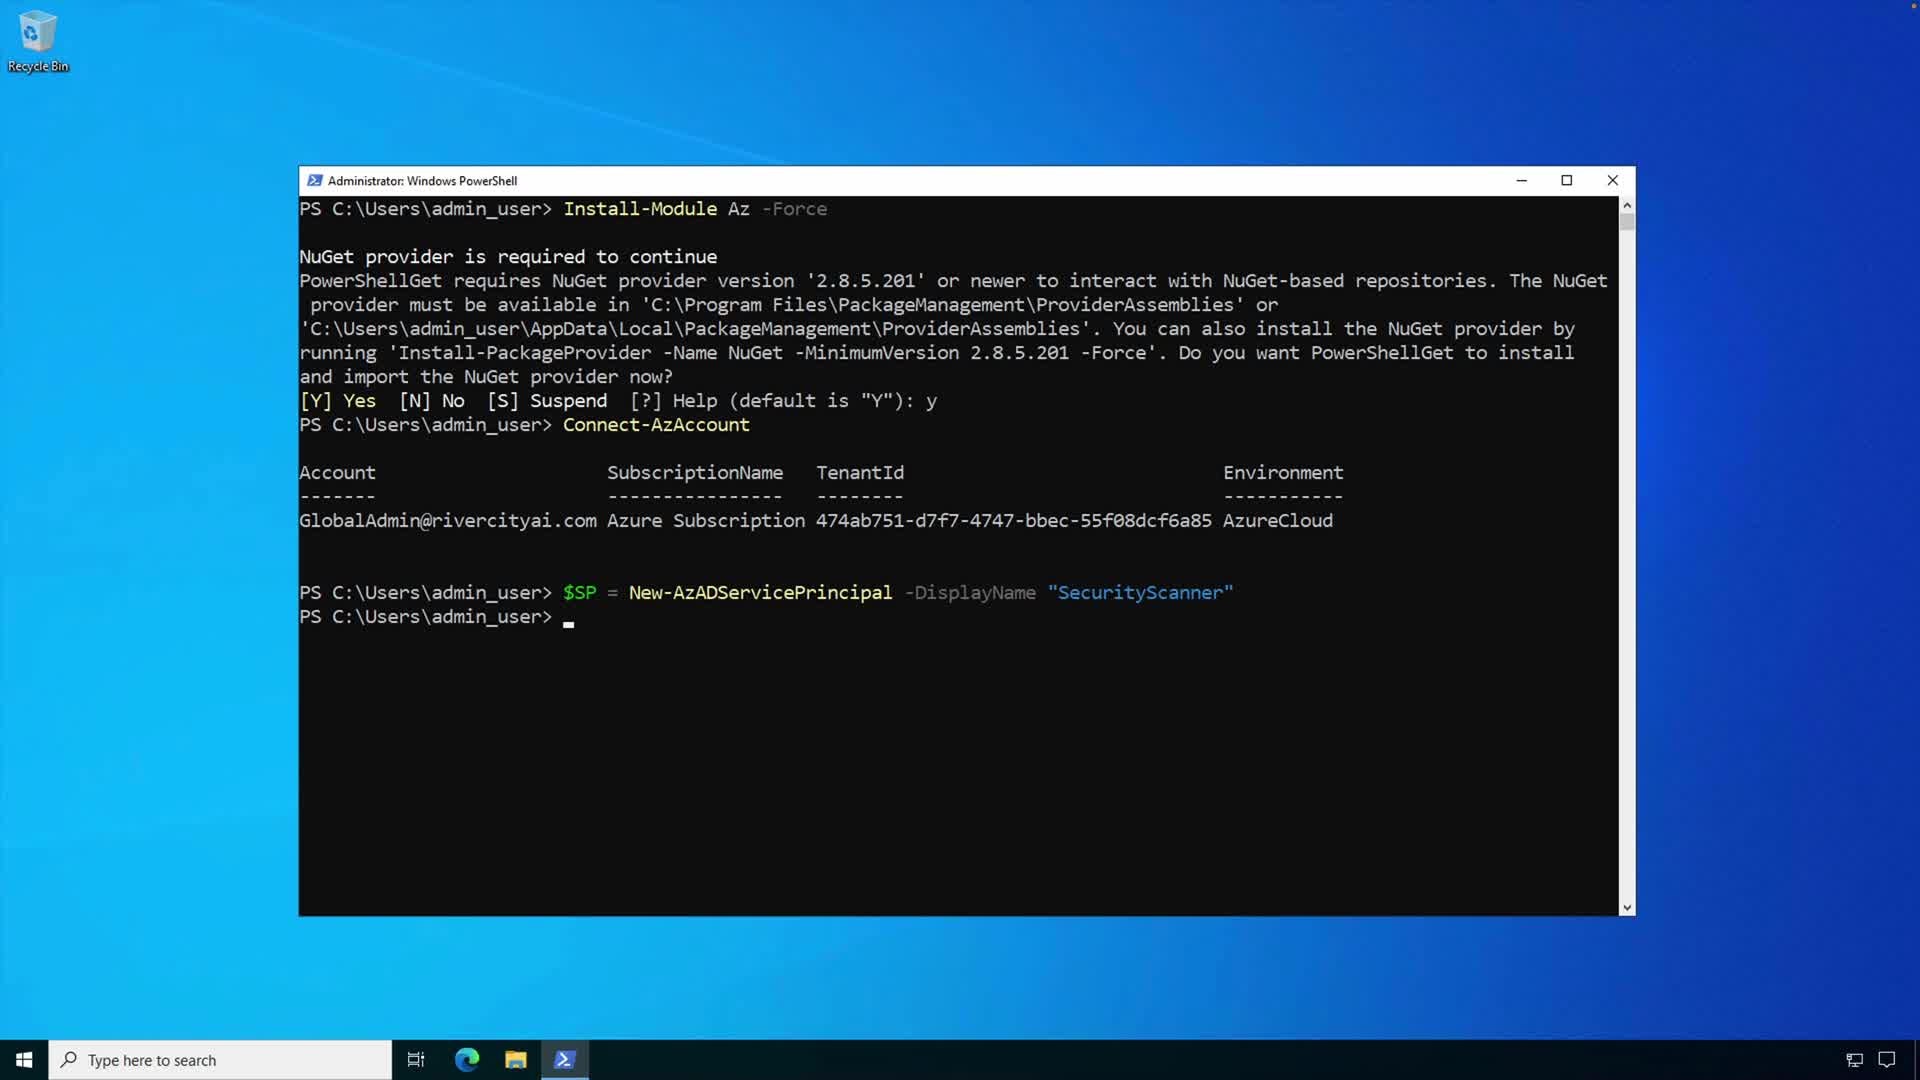 Recycle Bin
Administrator: Windows PowerShell
PS C:\Users\admin_user> Install-Module Az -Force
NuGet provider is required to continue
PowerShellGet requires NuGet provider version '2.8.5.201' or newer to interact with NuGet-based repositories. The NuGet
provider must be available in 'C:\Program Files\PackageManagement\ProviderAssemblies' or
'C:\Users\admin_user\AppData\Local\PackageManagement\ProviderAssemblies'. You can also install the NuGet provider by
running 'Install-PackageProvider -Name NuGet -MinimumVersion 2.8.5.201 -Force'. Do you want PowerShellGet to install
and import the NuGet provider now?
[Y] Yes  [N] No  [S] Suspend  [?] Help (default is "Y"): y
PS C:\Users\admin_user> Connect-AzAccount
Account SubscriptionName TenantId Environment
------- ---------------- -------- -----------
GlobalAdmin@rivercityai.com Azure Subscription 474ab751-d7f7-4747-bbec-55f08dcf6a85 AzureCloud
PS C:\Users\admin_user> $SP = New-AzADServicePrincipal -DisplayName "SecurityScanner"
PS C:\Users\admin_user>
Type here to search